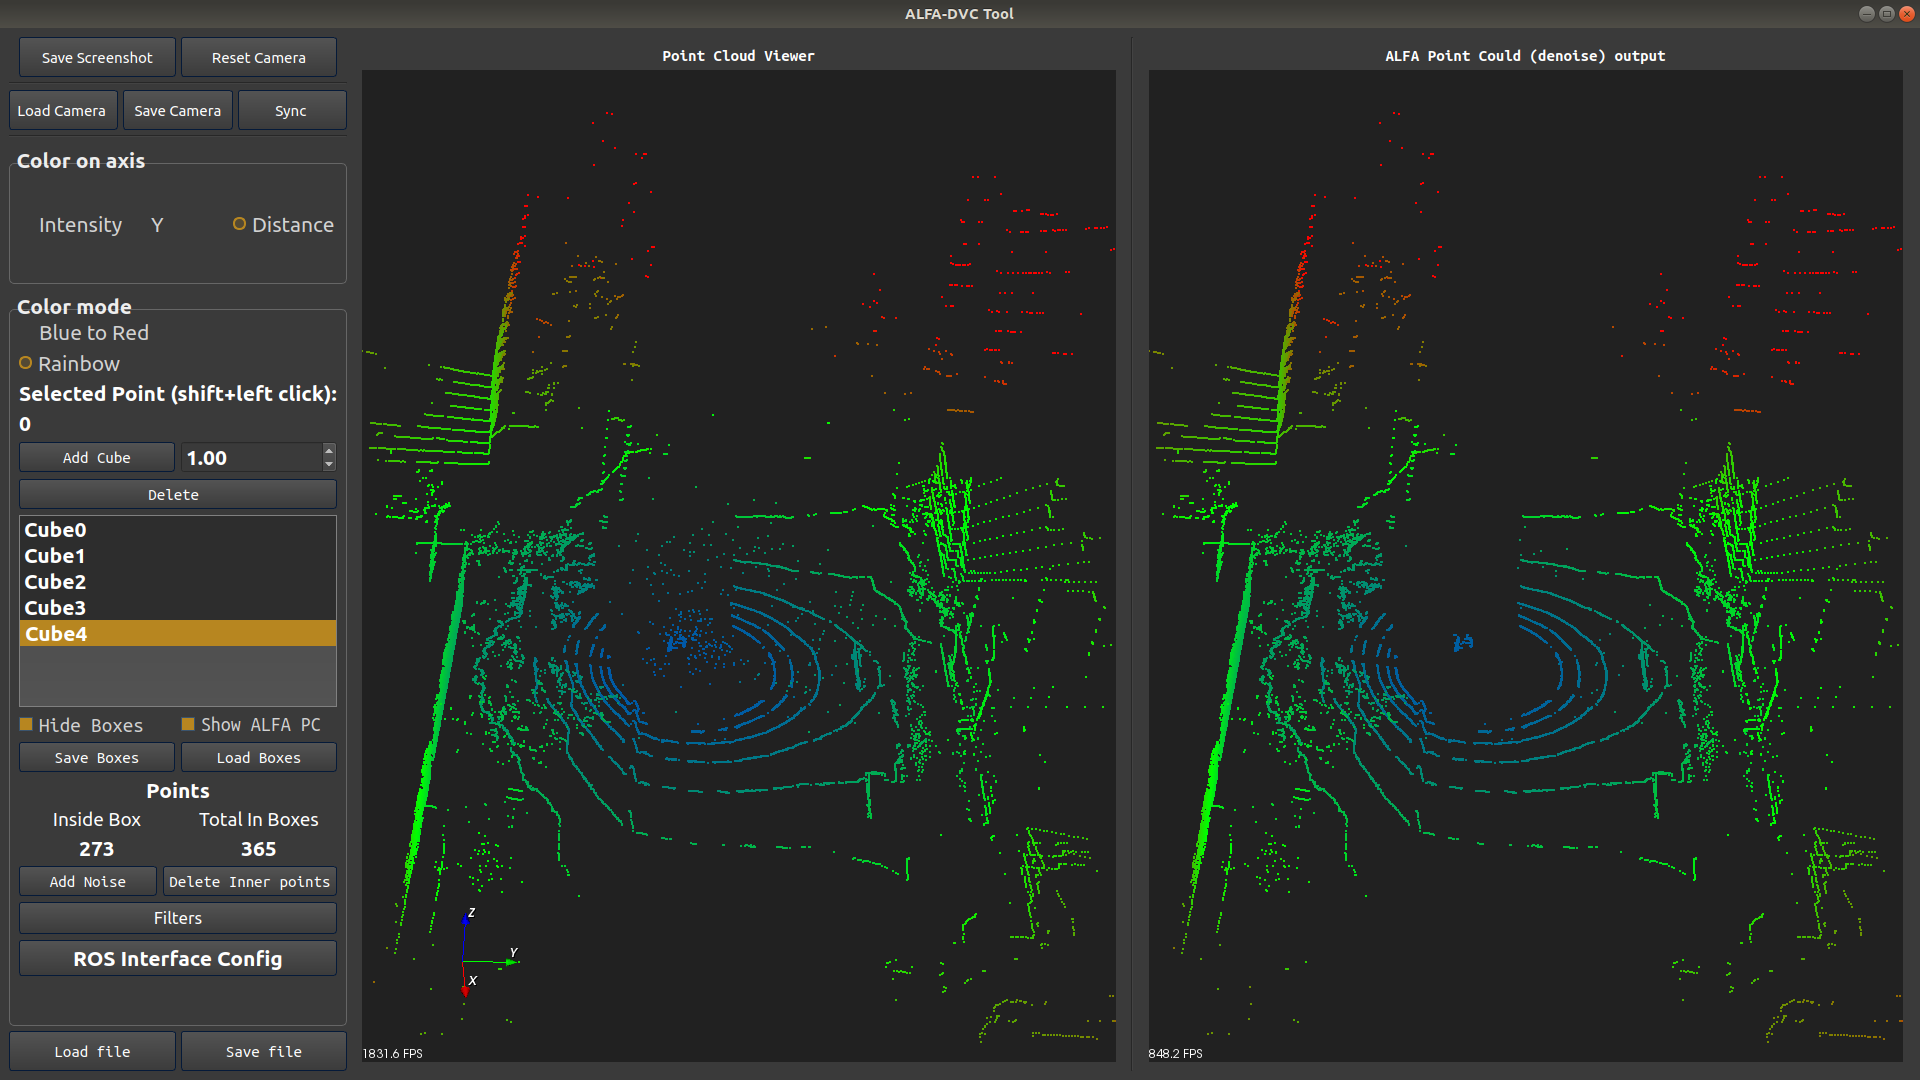 ALFA-DVC Tool
Save Screenshot
Reset Camera
Load Camera
Save Camera
Sync
Color on axis
Intensity
Y
Distance
Color mode
Blue to Red
Rainbow
Selected Point (shift+left click):
0
Add Cube
1.00
Delete
Cube0
Cube1
Cube2
Cube3
Cube4
Hide Boxes
Show ALFA PC
Save Boxes
Load Boxes
Points
Inside Box
Total In Boxes
273
365
Add Noise
Delete Inner points
Filters
ROS Interface Config
Load file
Save file
Point Cloud Viewer
Z
Y
X
1831.6 FPS
ALFA Point Could (denoise) output
848.2 FPS